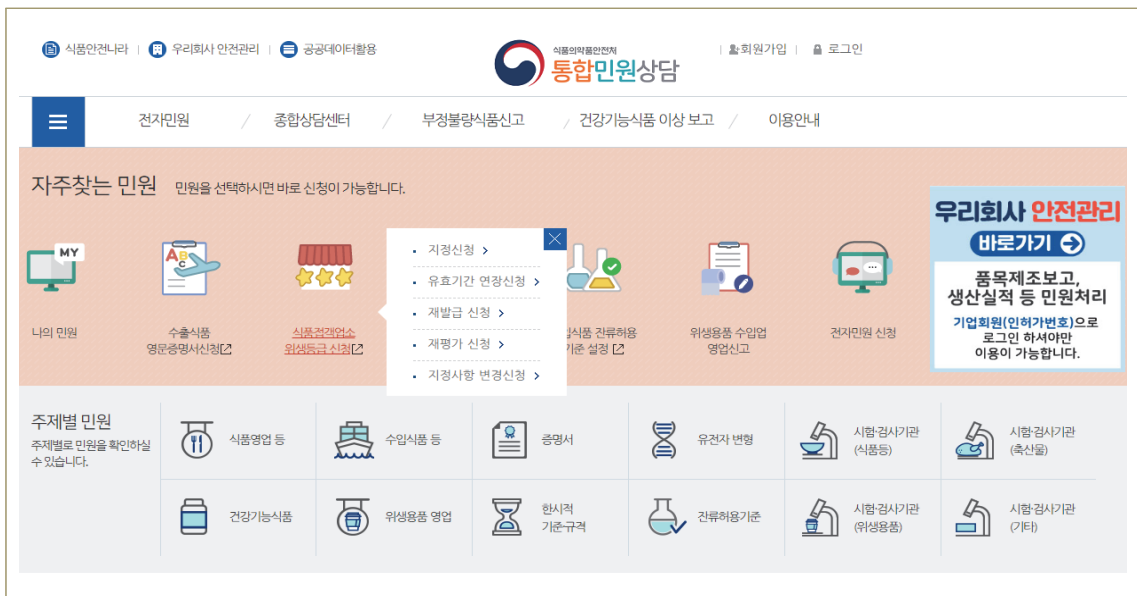 식품안전나라
우리회사 안전관리
공공데이터활용
식품의약품안전처
통합민원상담
회원가입
로그인
전자민원
종합상담센터
부정불량식품신고
건강기능식품 이상 보고
이용안내
자주찾는 민원
민원을 선택하시면 바로 신청이 가능합니다.
MY
나의 민원
ABC
수출식품
영문증명서신청
식품접객업소
위생등급 신청
지정신청 >
유효기간 연장신청 >
재발급 신청 >
재평가 신청 >
지정사항 변경신청 >
식품 잔류허용
기준 설정
위생용품 수입업
영업신고
전자민원 신청
우리회사 안전관리
바로가기
품목제조보고,
생산실적 등 민원처리
기업회원(인허가번호)으로
로그인 하셔야만
이용이 가능합니다.
주제별 민원
주제별로 민원을 확인하실
수 있습니다.
식품영업 등
수입식품 등
증명서
유전자 변형
시험·검사기관
(식품등)
시험·검사기관
(축산물)
건강기능식품
위생용품 영업
한시적
기준·규격
잔류허용기준
시험·검사기관
(위생용품)
시험·검사기관
(기타)